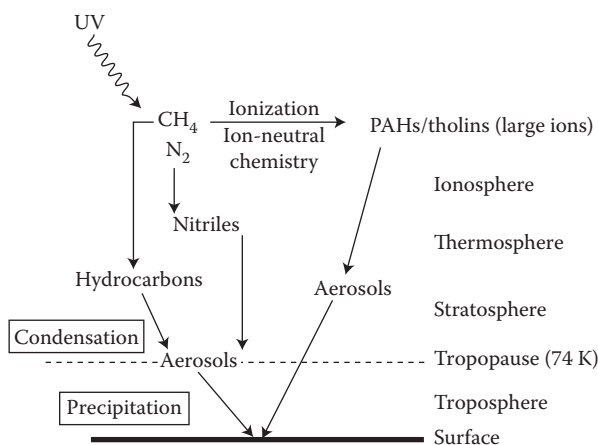 UV
CH4
N2
Ionization
Ion-neutral
chemistry
PAHs/tholins (large ions)
Ionosphere
Nitriles
Thermosphere
Hydrocarbons
Aerosols
Stratosphere
Condensation
Aerosols
Tropopause (74 K)
Precipitation
Troposphere
Surface